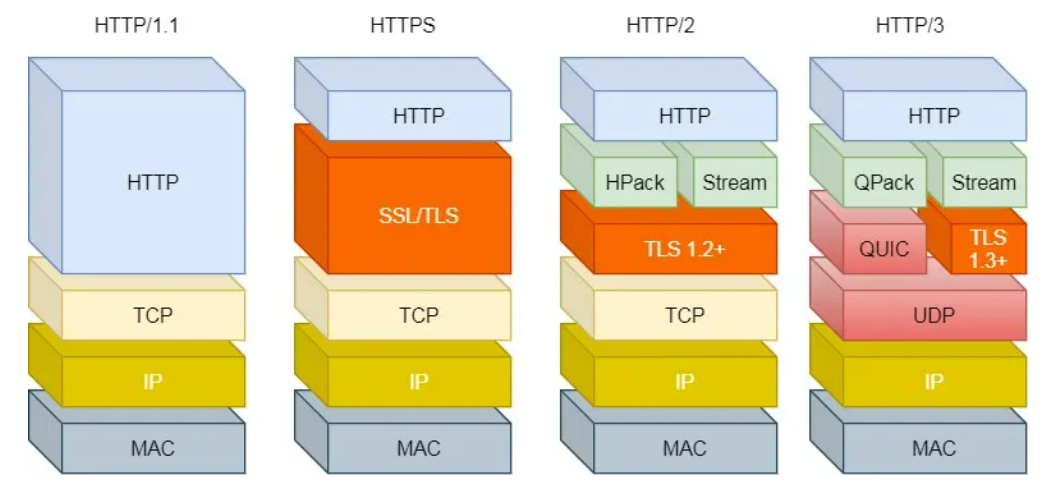 HTTP/1.1 HTTPS HTTP/2 HTTP/3
HTTP HTTP HTTP
HTTP HPack Stream QPack Stream
SSL/TLS
TLS 1.2+ QUIC TLS
1.3+
TCP TCP TCP UDP
IP IP IP IP
MAC MAC MAC MAC